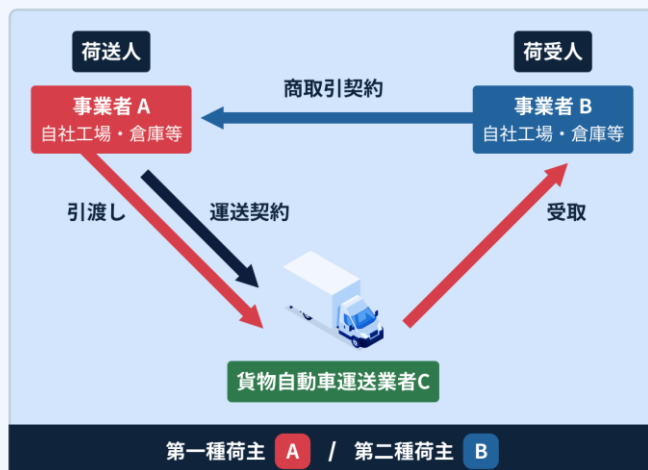 荷送人
荷受人
事業者 A
自社工場・倉庫等
商取引契約
事業者 B
自社工場・倉庫等
引渡し
運送契約
受取
貨物自動車運送業者C
第一種荷主 A / 第二種荷主 B